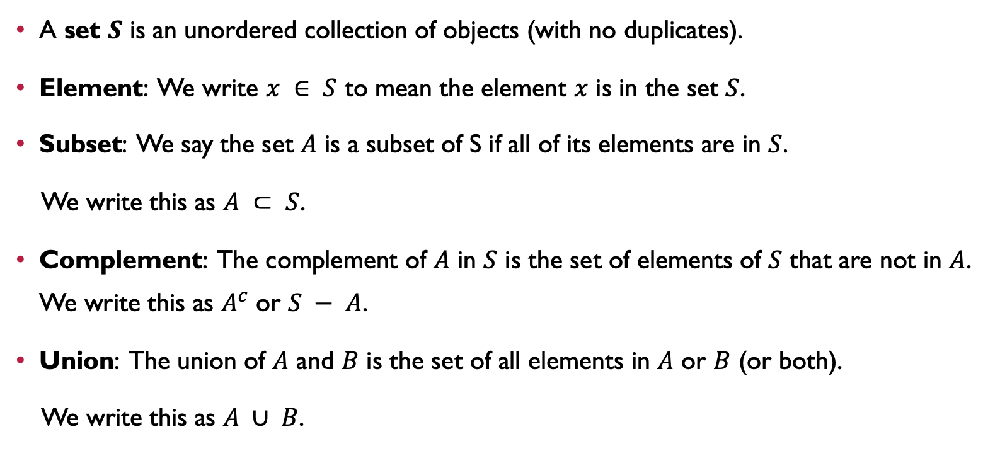 • A set S is an unordered collection of objects (with no duplicates).
• Element: We write x ∈ S to mean the element x is in the set S.
• Subset: We say the set A is a subset of S if all of its elements are in S.
We write this as A ⊂ S.
• Complement: The complement of A in S is the set of elements of S that are not in A.
We write this as Aᶜ or S − A.
• Union: The union of A and B is the set of all elements in A or B (or both).
We write this as A ∪ B.